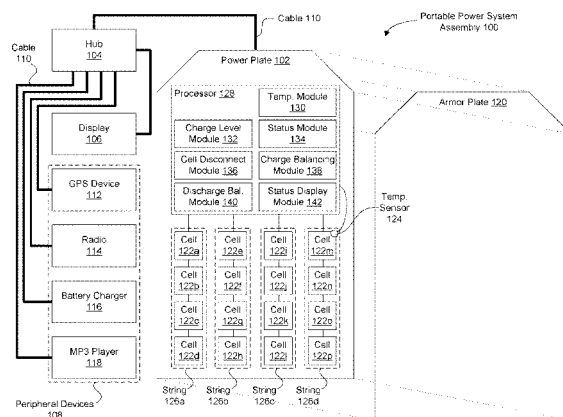 Cable 110
Portable Power System
Assembly 100
Cable
110
Hub
104
Power Plate 102
Armor Plate 120
Processor 128
Temp. Module
130
Display
106
Charge Level
Module 132
Status Module
134
Cell Disconnect
Module 136
Charge Balancing
Module 138
Discharge Bal.
Module 140
Status Display
Module 142
Temp.
Sensor
124
GPS Device
112
Radio
114
Battery Charger
116
MP3 Player
118
Cell
122a
Cell
122e
Cell
122i
Cell
122m
Cell
122b
Cell
122f
Cell
122j
Cell
122n
Cell
122c
Cell
122g
Cell
122k
Cell
122o
Cell
122d
Cell
122h
Cell
122l
Cell
122p
String
126a
String
126b
String
126c
String
126d
Peripheral Devices
108